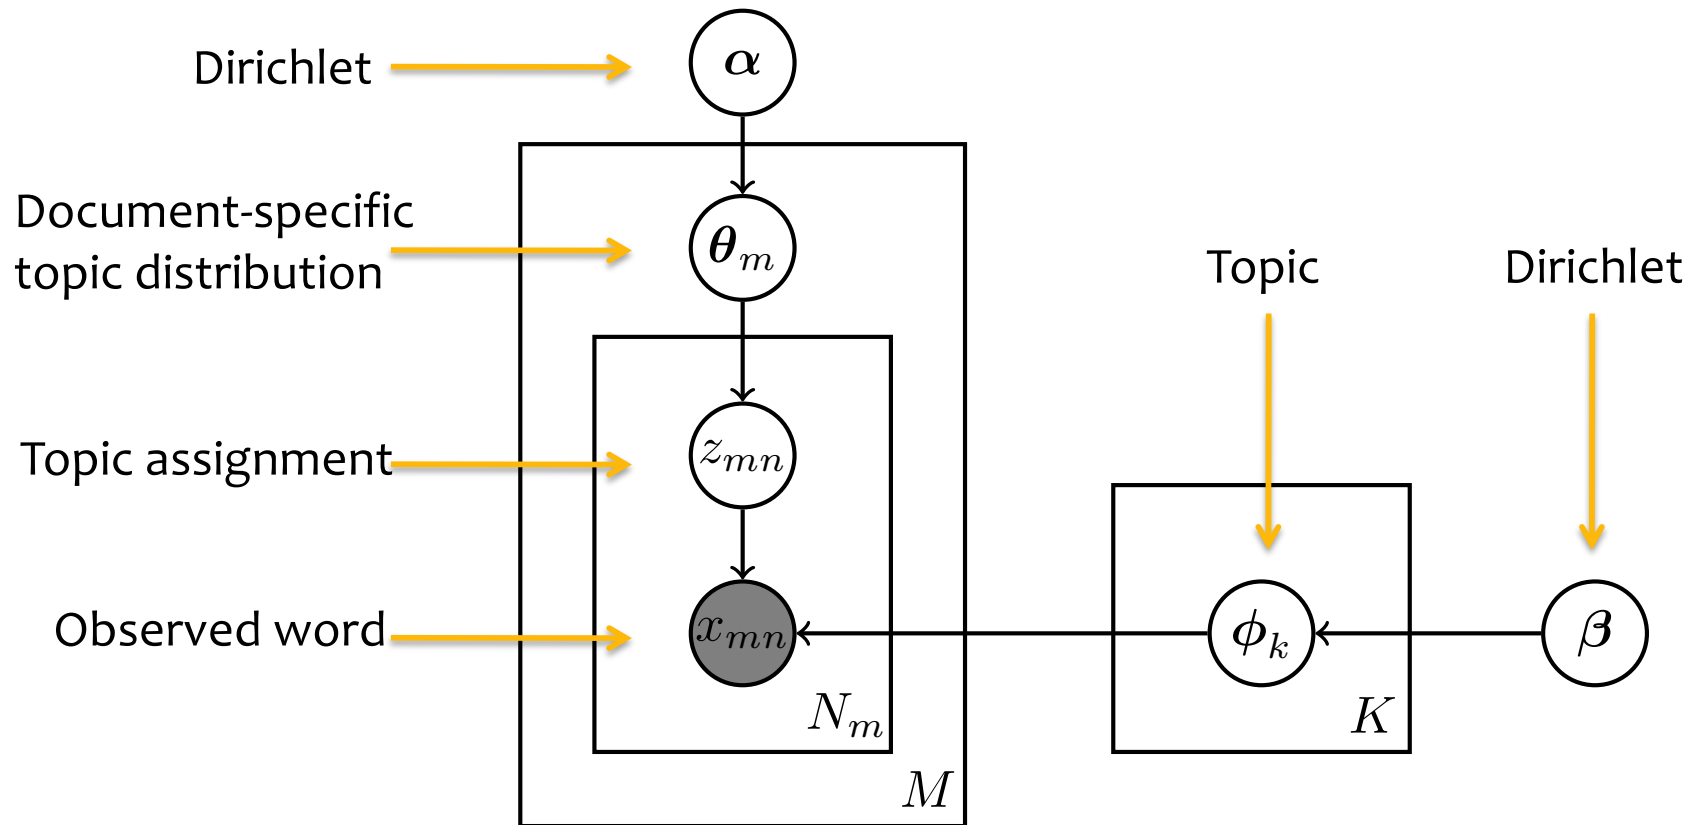 Dirichlet
α
Document-specific
topic distribution
θₘ
Topic
Dirichlet
Topic assignment
zₘₙ
Observed word
xₘₙ
ϕₖ
β
Nₘ
K
M